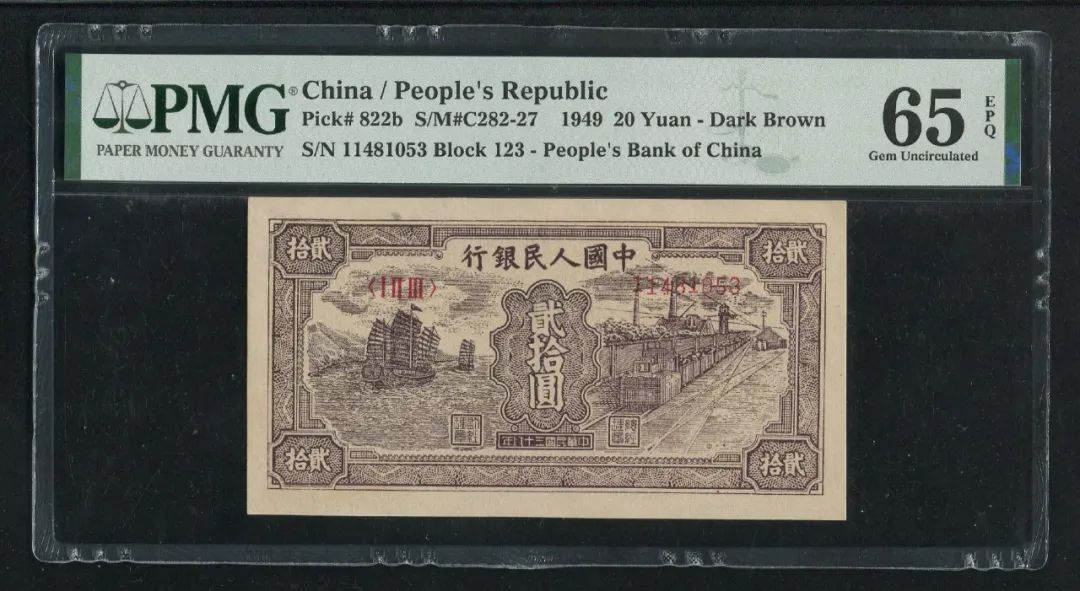 PMG®
PAPER MONEY GUARANTY
China / People's Republic
Pick# 822b S/M#C282-27 1949 20 Yuan - Dark Brown
S/N 11481053 Block 123 - People's Bank of China
65
EPQ
Gem Uncirculated
行銀民人國中
拾貳
拾貳
〈I II III〉
11481053
貳拾圓
拾貳
拾貳